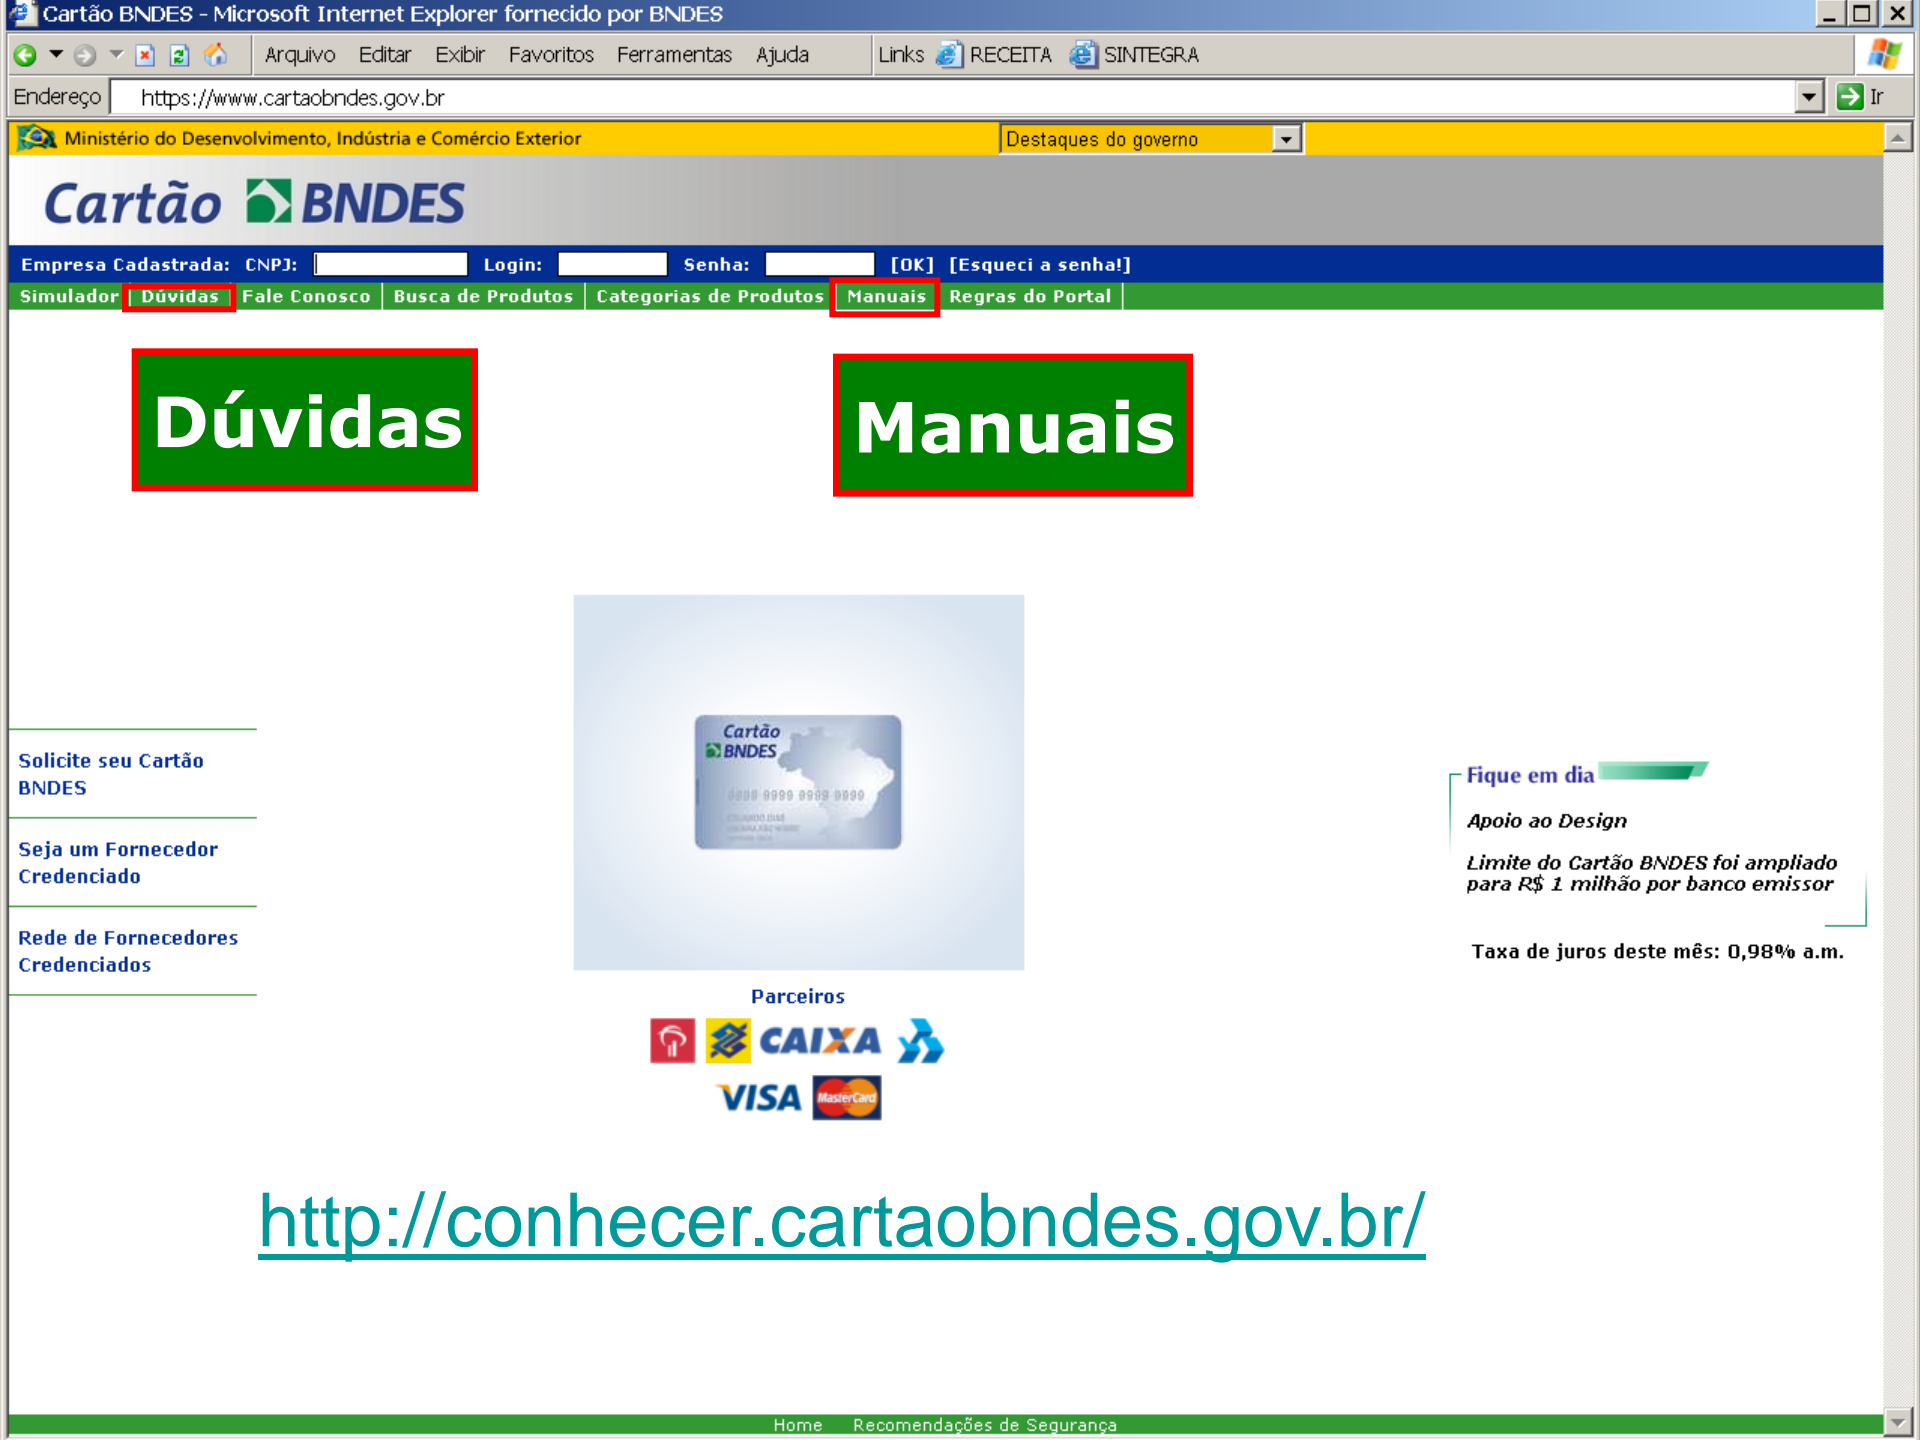 Cartão BNDES - Microsoft Internet Explorer fornecido por BNDES
Arquivo Editar Exibir Favoritos Ferramentas Ajuda Links RECEITA SINTEGRA
Endereço https://www.cartaobndes.gov.br Ir
Ministério do Desenvolvimento, Indústria e Comércio Exterior Destaques do governo
Cartão BNDES
Empresa Cadastrada: CNPJ: Login: Senha: [OK] [Esqueci a senha!]
Simulador Dúvidas Fale Conosco Busca de Produtos Categorias de Produtos Manuais Regras do Portal
Dúvidas Manuais
Cartão
BNDES
9999 9999 9999
Solicite seu Cartão
BNDES
Seja um Fornecedor
Credenciado
Rede de Fornecedores
Credenciados
Fique em dia
Apoio ao Design
Limite do Cartão BNDES foi ampliado
para R$ 1 milhão por banco emissor
Taxa de juros deste mês: 0,98% a.m.
Parceiros
CAIXA
VISA MasterCard
http://conhecer.cartaobndes.gov.br/
Home Recomendações de Segurança